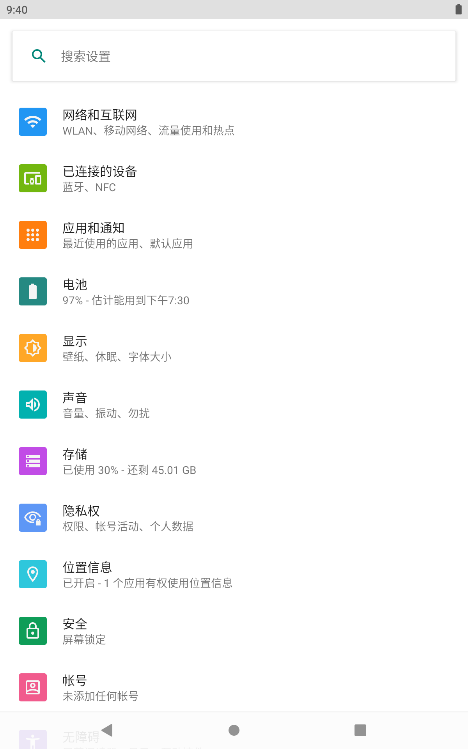 9:40
搜索设置
网络和互联网
WLAN、移动网络、流量使用和热点
已连接的设备
蓝牙、NFC
应用和通知
最近使用的应用、默认应用
电池
97% - 估计能用到下午7:30
显示
壁纸、休眠、字体大小
声音
音量、振动、勿扰
存储
已使用 30% - 还剩 45.01 GB
隐私权
权限、帐号活动、个人数据
位置信息
已开启 - 1 个应用有权使用位置信息
安全
屏幕锁定
帐号
未添加任何帐号
无障碍